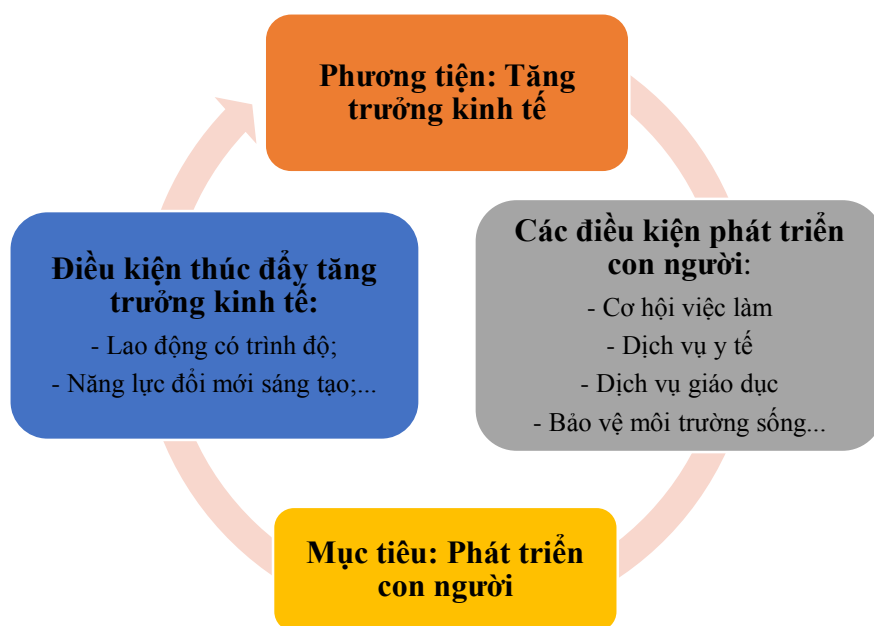 Phương tiện: Tăng
trưởng kinh tế
Các điều kiện phát triển
con người:
- Cơ hội việc làm
- Dịch vụ y tế
- Dịch vụ giáo dục
- Bảo vệ môi trường sống...
Mục tiêu: Phát triển
con người
Điều kiện thúc đẩy tăng
trưởng kinh tế:
- Lao động có trình độ;
- Năng lực đổi mới sáng tạo;...